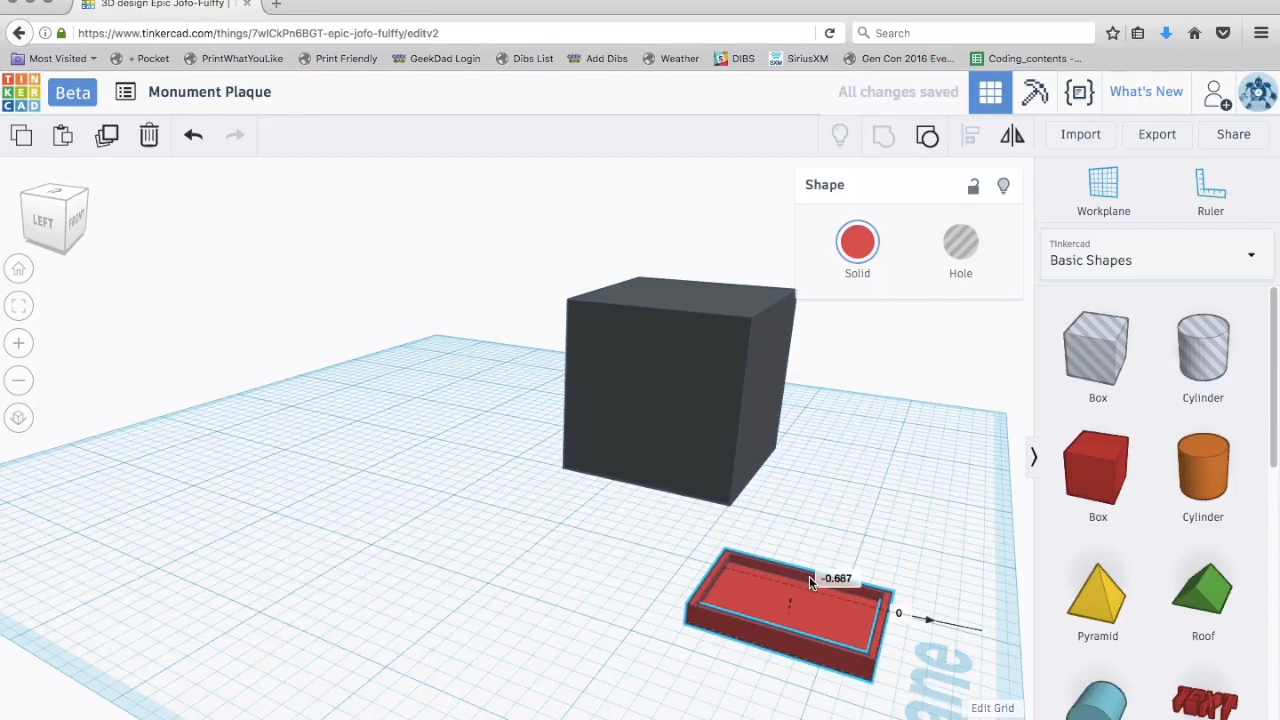 3D design Epic Jofo-Fulffy |
https://www.tinkercad.com/things/7wlCkPn6BGT-epic-jofo-fulffy/editv2
Search
Most Visited
+ Pocket
PrintWhatYouLike
Print Friendly
GeekDad Login
Dibs List
Add Dibs
Weather
DIBS
SiriusXM
Gen Con 2016 Eve...
Coding_contents -...
TIN
KER
CAD
Beta
Monument Plaque
All changes saved
What's New
Import
Export
Share
LEFT
FRONT
Shape
Solid
Hole
Workplane
Ruler
Tinkercad
Basic Shapes
Box
Cylinder
Box
Cylinder
Pyramid
Roof
TEXT
-0.687
0
ane
Edit Grid